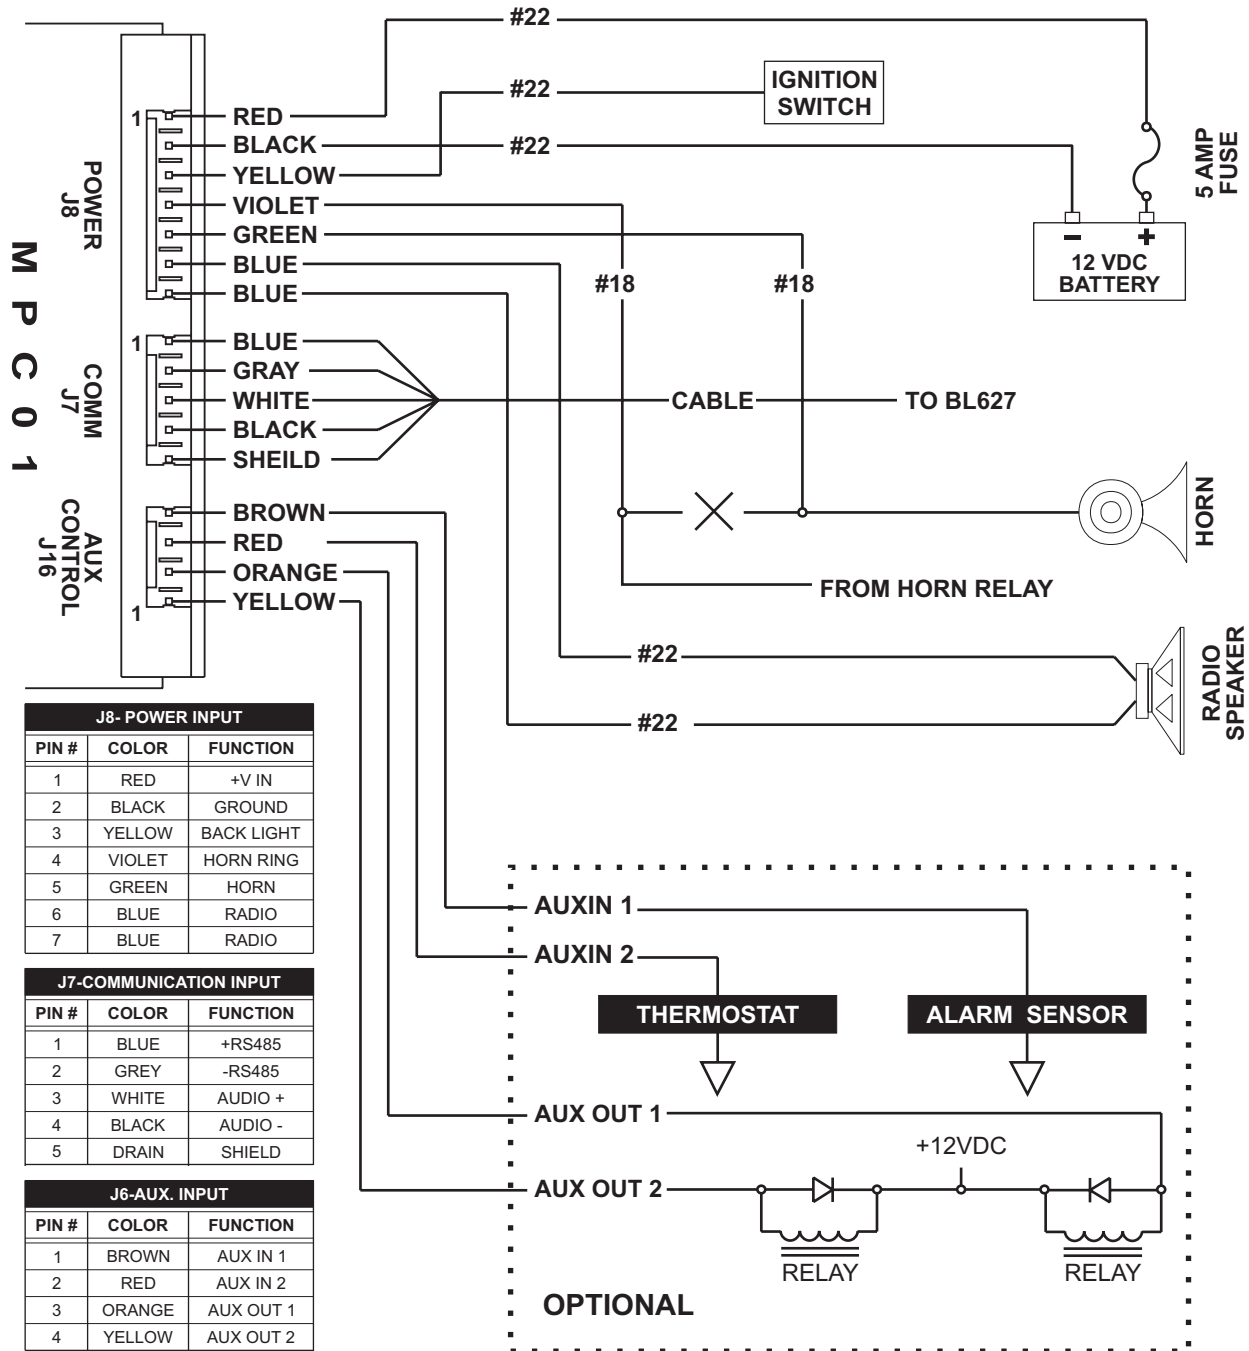 #22
#22
IGNITION
SWITCH
1
RED
BLACK
#22
YELLOW
VIOLET
GREEN
BLUE
BLUE
POWER
J8
#18
#18
5 AMP
FUSE
- +
12 VDC
BATTERY
MPC01
1
BLUE
GRAY
WHITE
BLACK
SHEILD
COMM
J7
CABLE
TO BL627
BROWN
RED
ORANGE
YELLOW
1
AUX
CONTROL
J16
HORN
FROM HORN RELAY
#22
#22
RADIO
SPEAKER
J8- POWER INPUT
PIN # COLOR FUNCTION
1 RED +V IN
2 BLACK GROUND
3 YELLOW BACK LIGHT
4 VIOLET HORN RING
5 GREEN HORN
6 BLUE RADIO
7 BLUE RADIO
J7-COMMUNICATION INPUT
PIN # COLOR FUNCTION
1 BLUE +RS485
2 GREY -RS485
3 WHITE AUDIO +
4 BLACK AUDIO -
5 DRAIN SHIELD
J6-AUX. INPUT
PIN # COLOR FUNCTION
1 BROWN AUX IN 1
2 RED AUX IN 2
3 ORANGE AUX OUT 1
4 YELLOW AUX OUT 2
AUXIN 1
AUXIN 2
THERMOSTAT
ALARM SENSOR
AUX OUT 1
+12VDC
AUX OUT 2
RELAY
RELAY
OPTIONAL